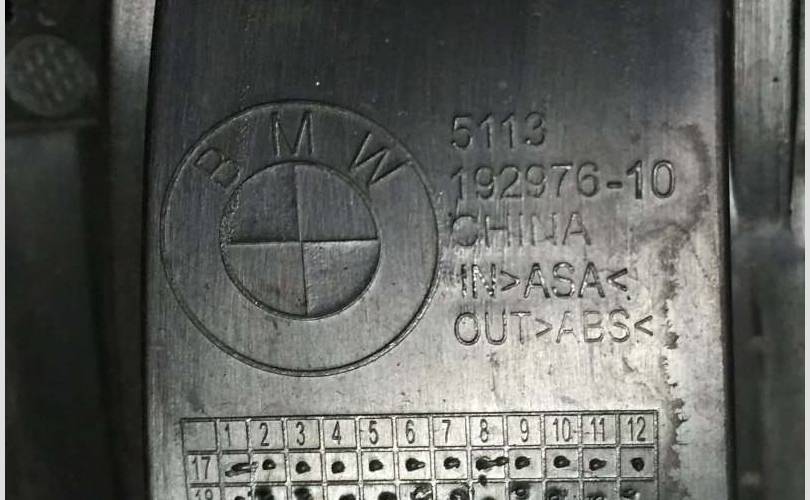 BMW
5113
192976-10
CHINA
IN>ASA<
OUT>ABS<
1 2 3 4 5 6 7 8 9 10 11 12
17